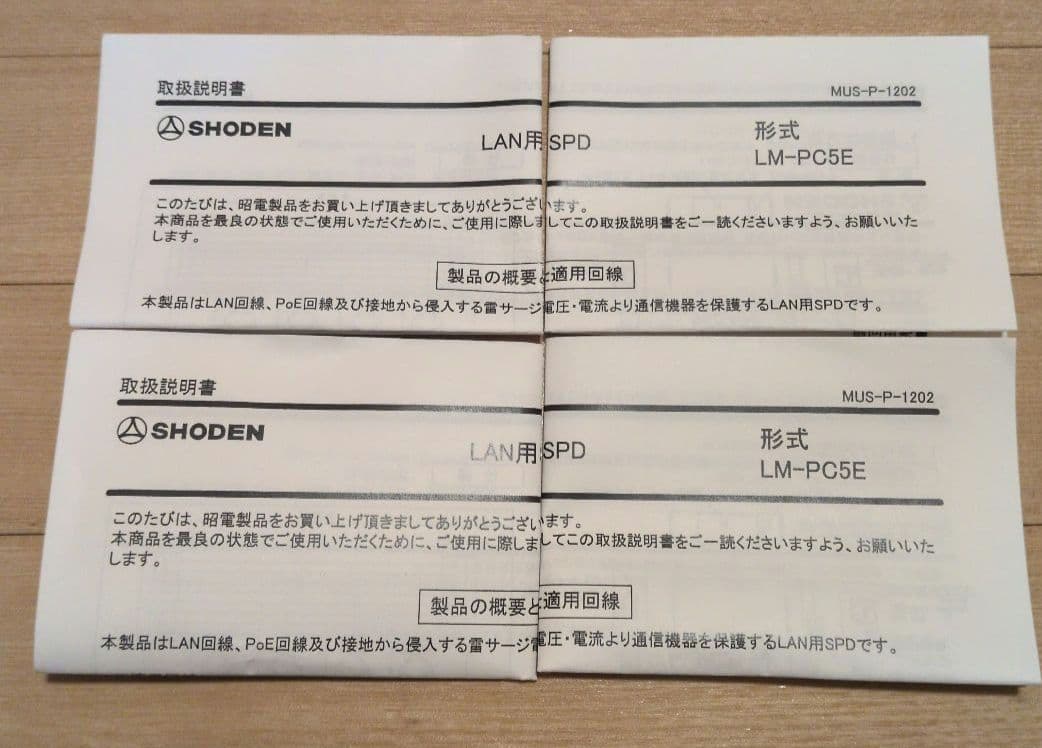 取扱説明書
MUS-P-1202
SHODEN
LAN用SPD
形式
LM-PC5E
このたびは、昭電製品をお買い上げ頂きましてありがとうございます。
本商品を最良の状態でご使用いただくために、ご使用に際しましてこの取扱説明書をご一読くださいますよう、お願いいた
します。
製品の概要と適用回線
本製品はLAN回線、PoE回線及び接地から侵入する雷サージ電圧・電流より通信機器を保護するLAN用SPDです。
取扱説明書
MUS-P-1202
SHODEN
LAN用SPD
形式
LM-PC5E
このたびは、昭電製品をお買い上げ頂きましてありがとうございます。
本商品を最良の状態でご使用いただくために、ご使用に際しましてこの取扱説明書をご一読くださいますよう、お願いいた
します。
製品の概要と適用回線
本製品はLAN回線、PoE回線及び接地から侵入する雷サージ電圧・電流より通信機器を保護するLAN用SPDです。